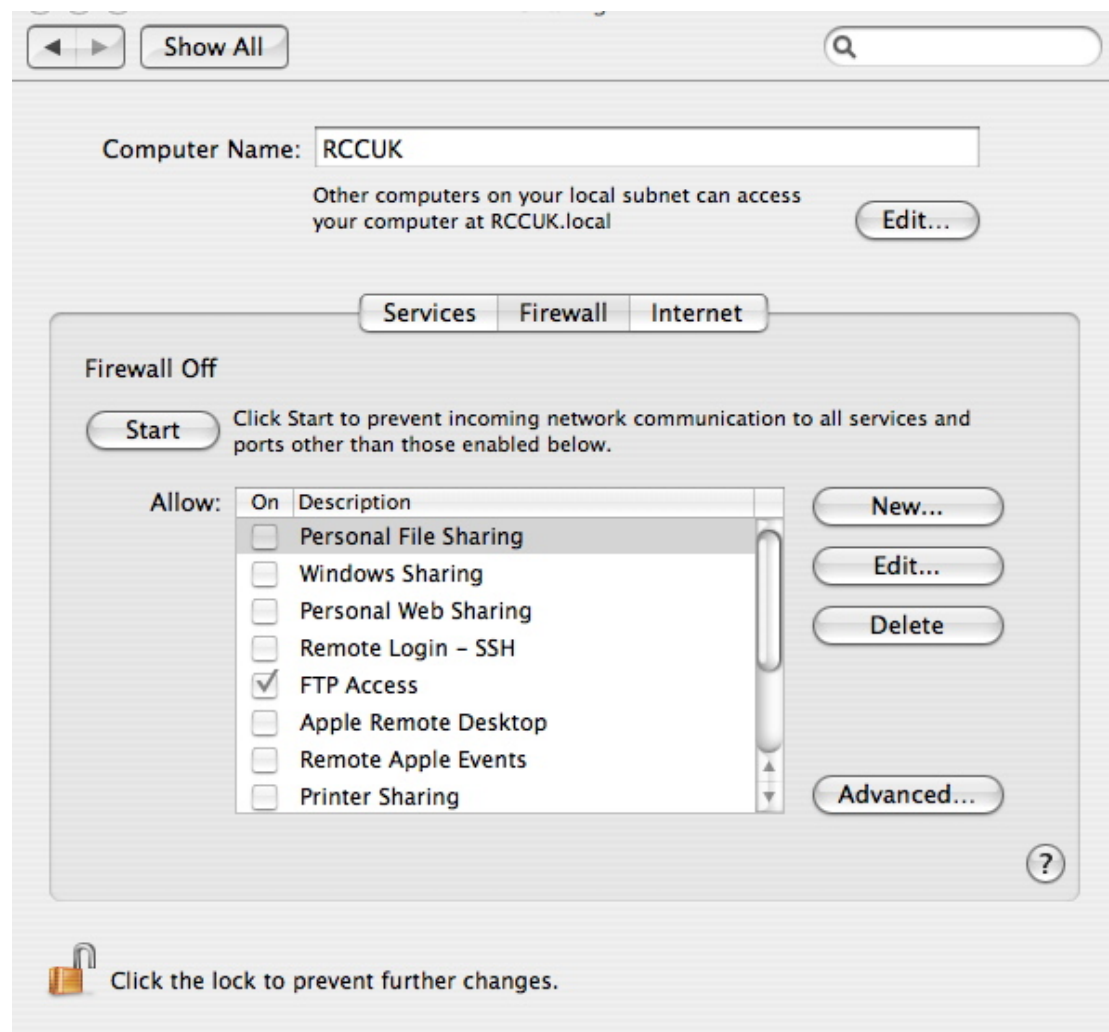 Show All
Computer Name: RCCUK
Other computers on your local subnet can access
your computer at RCCUK.local
Edit...
Services Firewall Internet
Firewall Off
Start
Click Start to prevent incoming network communication to all services and
ports other than those enabled below.
Allow:
On Description
Personal File Sharing
Windows Sharing
Personal Web Sharing
Remote Login – SSH
FTP Access
Apple Remote Desktop
Remote Apple Events
Printer Sharing
New...
Edit...
Delete
Advanced...
?
Click the lock to prevent further changes.